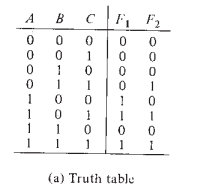 A B C F₁ F₂
0 0 0 0 0
0 0 1 0 0
0 1 0 0 0
0 1 1 0 1
1 0 0 1 0
1 0 1 1 1
1 1 0 0 0
1 1 1 1 1
(a) Truth table